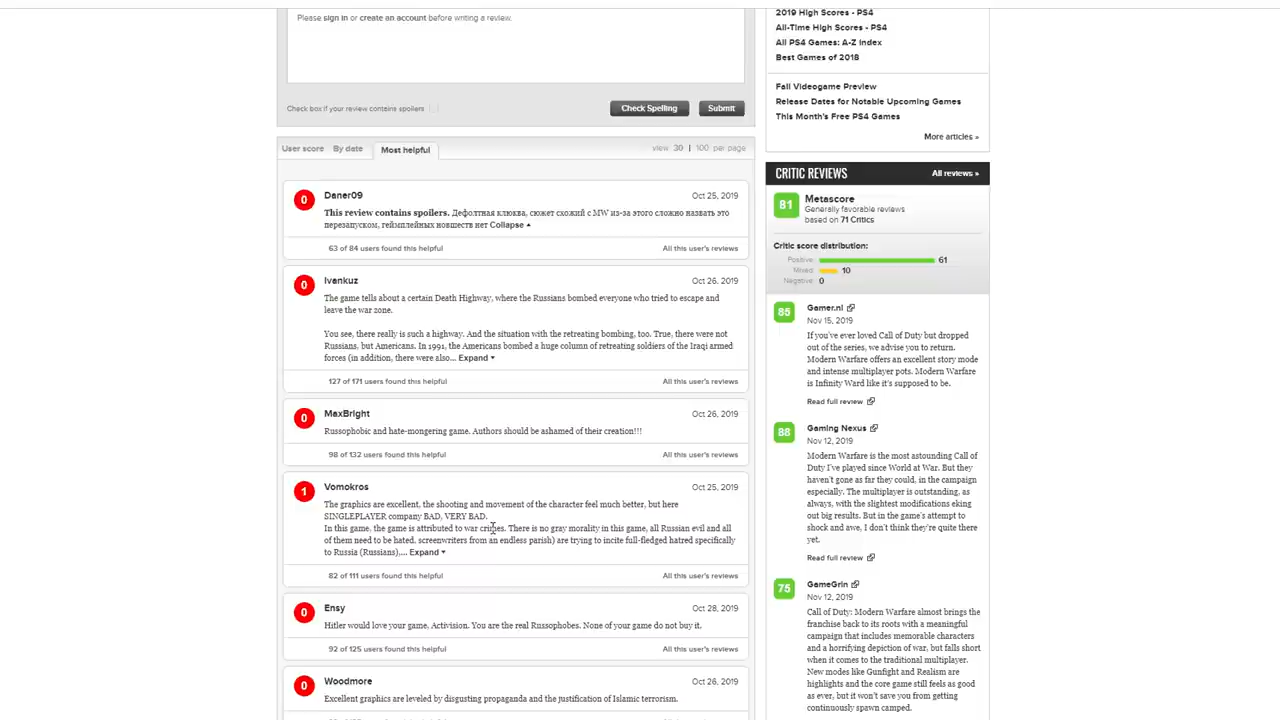 Please sign in or create an account before writing a review.
Check box if your review contains spoilers
Check Spelling
Submit
User score
By date
Most helpful
view 30 | 100 per page
0
Daner09
Oct 25, 2019
This review contains spoilers. Дефолтная клюква, сюжет схожий с MW из-за этого сложно назвать это
перезапуском, геймплейных новшеств нет Collapse
63 of 84 users found this helpful
All this user's reviews
0
Ivankuz
Oct 26, 2019
The game tells about a certain Death Highway, where the Russians bombed everyone who tried to escape and
leave the war zone.
You see, there really is such a highway. And the situation with the retreating bombing, too. True, there were not
Russians, but Americans. In 1991, the Americans bombed a huge column of retreating soldiers of the Iraqi armed
forces (in addition, there were also... Expand
127 of 171 users found this helpful
All this user's reviews
0
MaxBright
Oct 26, 2019
Russophobic and hate-mongering game. Authors should be ashamed of their creation!!!
98 of 132 users found this helpful
All this user's reviews
1
Vomokros
Oct 25, 2019
The graphics are excellent, the shooting and movement of the character feel much better, but here
SINGLEPLAYER company BAD, VERY BAD.
In this game, the game is attributed to war crimes. There is no gray morality in this game, all Russian evil and all
of them need to be hated. screenwriters from an endless parish) are trying to incite full-fledged hatred specifically
to Russia (Russians),... Expand
82 of 111 users found this helpful
All this user's reviews
0
Ensy
Oct 28, 2019
Hitler would love your game, Activision. You are the real Russophobes. None of your game do not buy it.
92 of 125 users found this helpful
All this user's reviews
0
Woodmore
Oct 26, 2019
Excellent graphics are leveled by disgusting propaganda and the justification of Islamic terrorism.
2019 High Scores - PS4
All-Time High Scores - PS4
All PS4 Games: A-Z Index
Best Games of 2018
Fall Videogame Preview
Release Dates for Notable Upcoming Games
This Month's Free PS4 Games
More articles »
CRITIC REVIEWS
All reviews »
81
Metascore
Generally favorable reviews
based on 71 Critics
Critic score distribution:
Positive: 61
Mixed: 10
Negative: 0
85
Gamer.nl
Nov 15, 2019
If you've ever loved Call of Duty but dropped
out of the series, we advise you to return.
Modern Warfare offers an excellent story mode
and intense multiplayer pots. Modern Warfare
is Infinity Ward like it's supposed to be.
Read full review
88
Gaming Nexus
Nov 12, 2019
Modern Warfare is the most astounding Call of
Duty I've played since World at War. But they
haven't gone as far they could, in the campaign
especially. The multiplayer is outstanding, as
always, with the slightest modifications eking
out big results. But in the game's attempt to
shock and awe, I don't think they're quite there
yet.
Read full review
75
GameGrin
Nov 12, 2019
Call of Duty: Modern Warfare almost brings the
franchise back to its roots with a meaningful
campaign that includes memorable characters
and a horrifying depiction of war, but falls short
when it comes to the traditional multiplayer.
New modes like Gunfight and Realism are
highlights and the core game still feels as good
as ever, but it won't save you from getting
continuously spawn camped.